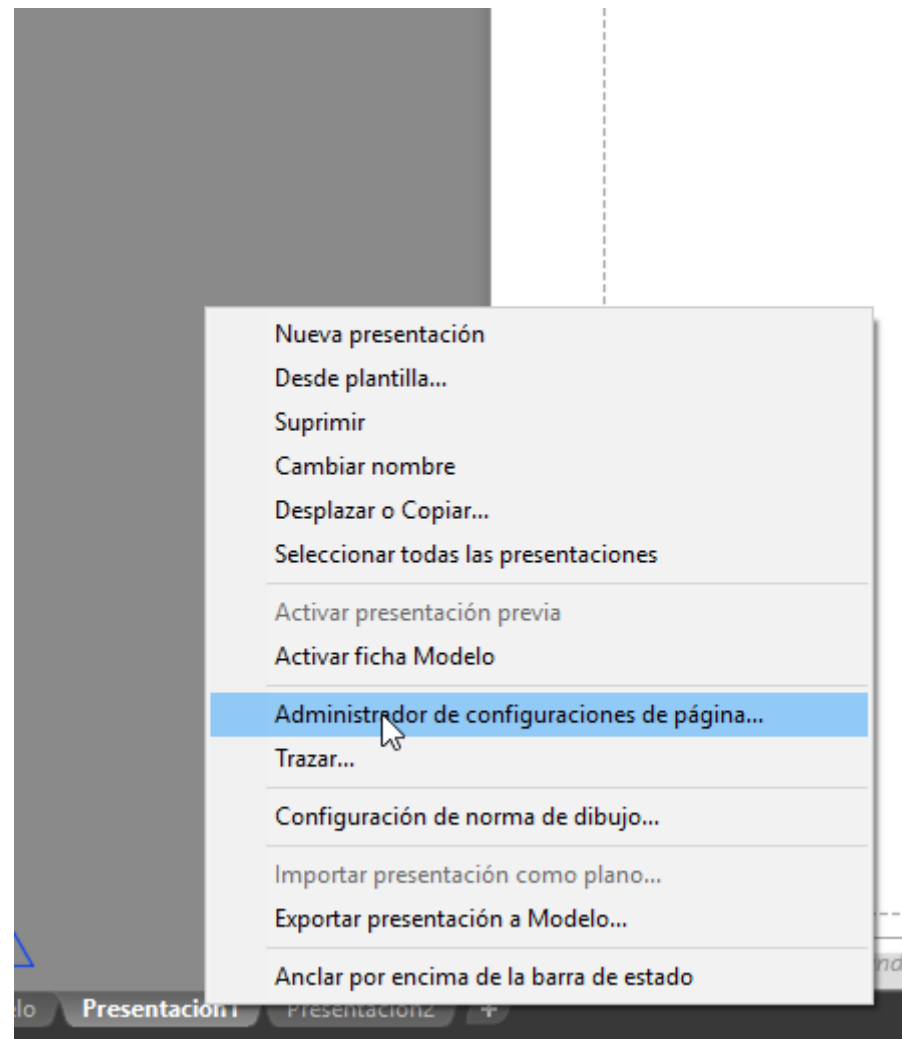 Nueva presentación
Desde plantilla...
Suprimir
Cambiar nombre
Desplazar o Copiar...
Seleccionar todas las presentaciones
Activar presentación previa
Activar ficha Modelo
Administrador de configuraciones de página...
Trazar...
Configuración de norma de dibujo...
Importar presentación como plano...
Exportar presentación a Modelo...
Anclar por encima de la barra de estado
lo Presentación1 Presentación2 +